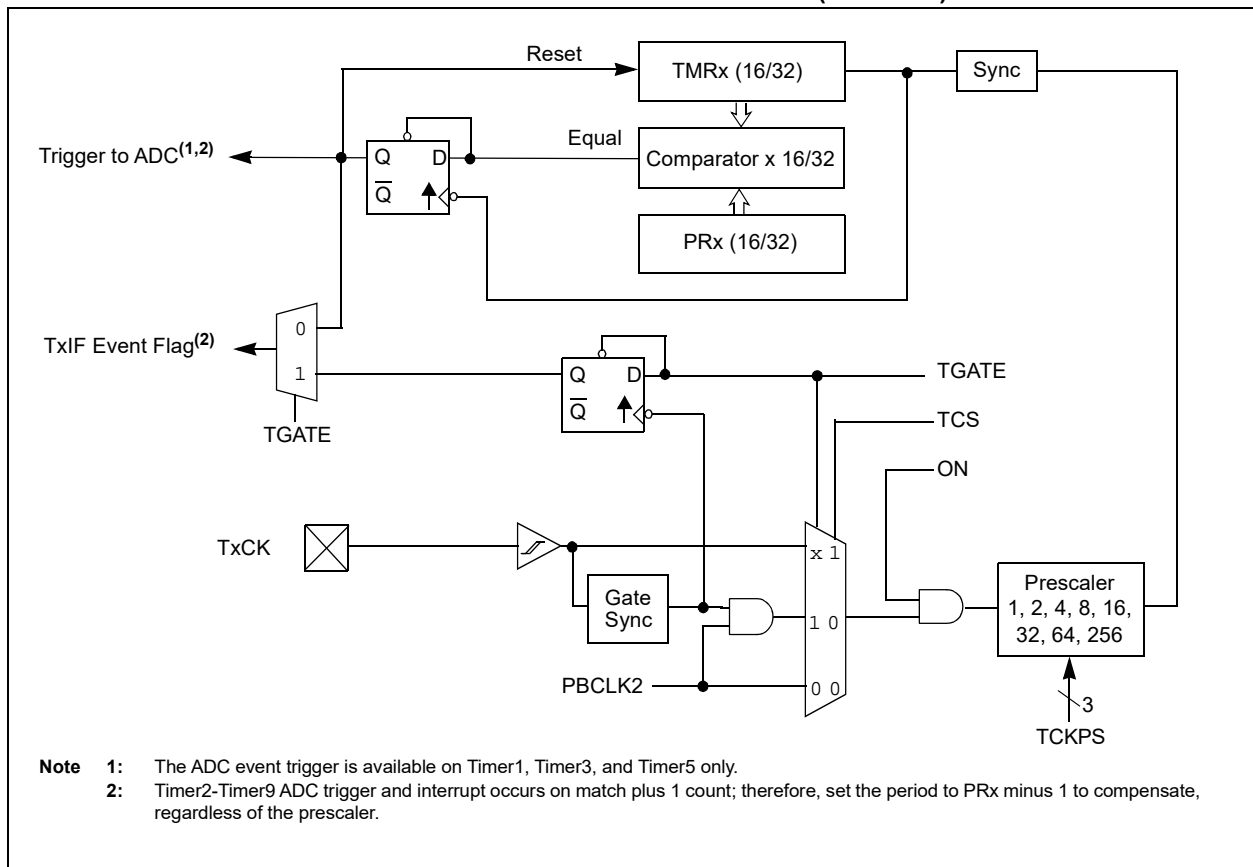 Reset
TMRx (16/32)
Sync
Trigger to ADC(1,2)
Q D
Q
Equal
Comparator x 16/32
PRx (16/32)
TxIF Event Flag(2)
0
1
TGATE
Q D
Q
TGATE
TCS
ON
TxCK
x 1
Gate
Sync
1 0
Prescaler
1, 2, 4, 8, 16,
32, 64, 256
PBCLK2
0 0
3
TCKPS
Note 1: The ADC event trigger is available on Timer1, Timer3, and Timer5 only.
2: Timer2-Timer9 ADC trigger and interrupt occurs on match plus 1 count; therefore, set the period to PRx minus 1 to compensate,
regardless of the prescaler.